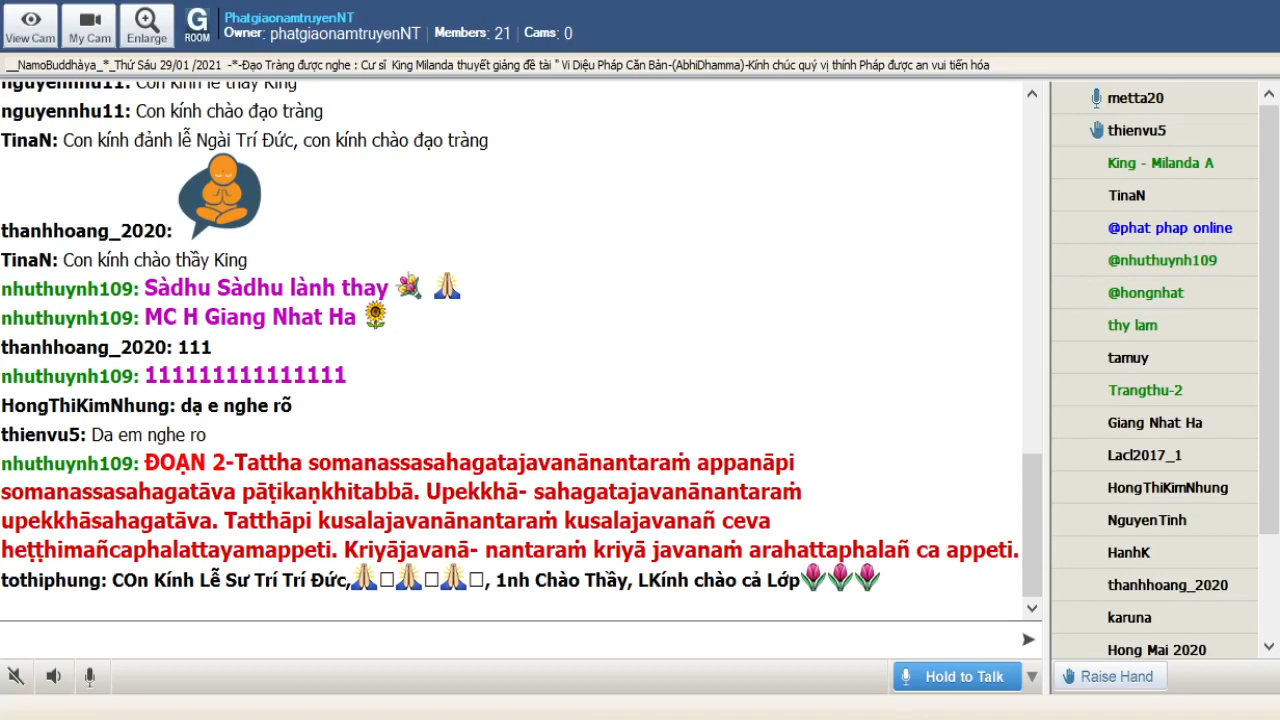 View Cam
My Cam
Enlarge
G
ROOM
PhatgiaonamtruyenNT
Owner: phatgiaonamtruyenNT | Members: 21 | Cams: 0
__NamoBuddhàya_*_Thứ Sáu 29/01 /2021 -*-Đạo Tràng được nghe : Cư sĩ King Milanda thuyết giảng đề tài " Vi Diệu Pháp Căn Bản-(AbhiDhamma)-Kính chúc quý vị thính Pháp được an vui tiến hóa
nguyennhu11: Con kính lễ thầy King
nguyennhu11: Con kính chào đạo tràng
TinaN: Con kính đảnh lễ Ngài Trí Đức, con kính chào đạo tràng
thanhhoang_2020:
TinaN: Con kính chào thầy King
nhuthuynh109: Sàdhu Sàdhu lành thay
nhuthuynh109: MC H Giang Nhat Ha
thanhhoang_2020: 111
nhuthuynh109: 111111111111111
HongThiKimNhung: dạ e nghe rõ
thienvu5: Da em nghe ro
nhuthuynh109: ĐOẠN 2-Tattha somanassasahagatajavanānantaraṁ appanāpi
somanassasahagatāva pāṭikaṇkhitabbā. Upekkhā- sahagatajavanānantaraṁ
upekkhāsahagatāva. Tatthāpi kusalajavanānantaraṁ kusalajavanañ ceva
heṭṭhimañcaphalattayamappeti. Kriyājavanā- nantaraṁ kriyā javanaṁ arahattaphalañ ca appeti.
tothiphung: COn Kính Lễ Sư Trí Trí Đức, , 1nh Chào Thầy, LKính chào cả Lớp
Hold to Talk
metta20
thienvu5
King - Milanda A
TinaN
@phat phap online
@nhuthuynh109
@hongnhat
thy lam
tamuy
Trangthu-2
Giang Nhat Ha
Lacl2017_1
HongThiKimNhung
NguyenTinh
HanhK
thanhhoang_2020
karuna
Hong Mai 2020
Raise Hand